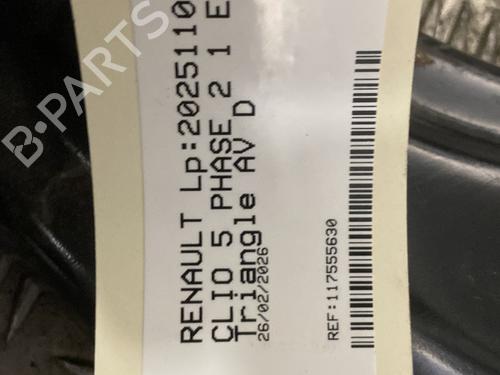 RENAULT Lp:2025110
CLIO 5 PHASE 2 1 E
Triangle AV D
26/02/2026
REF:117555630
B-PARTS